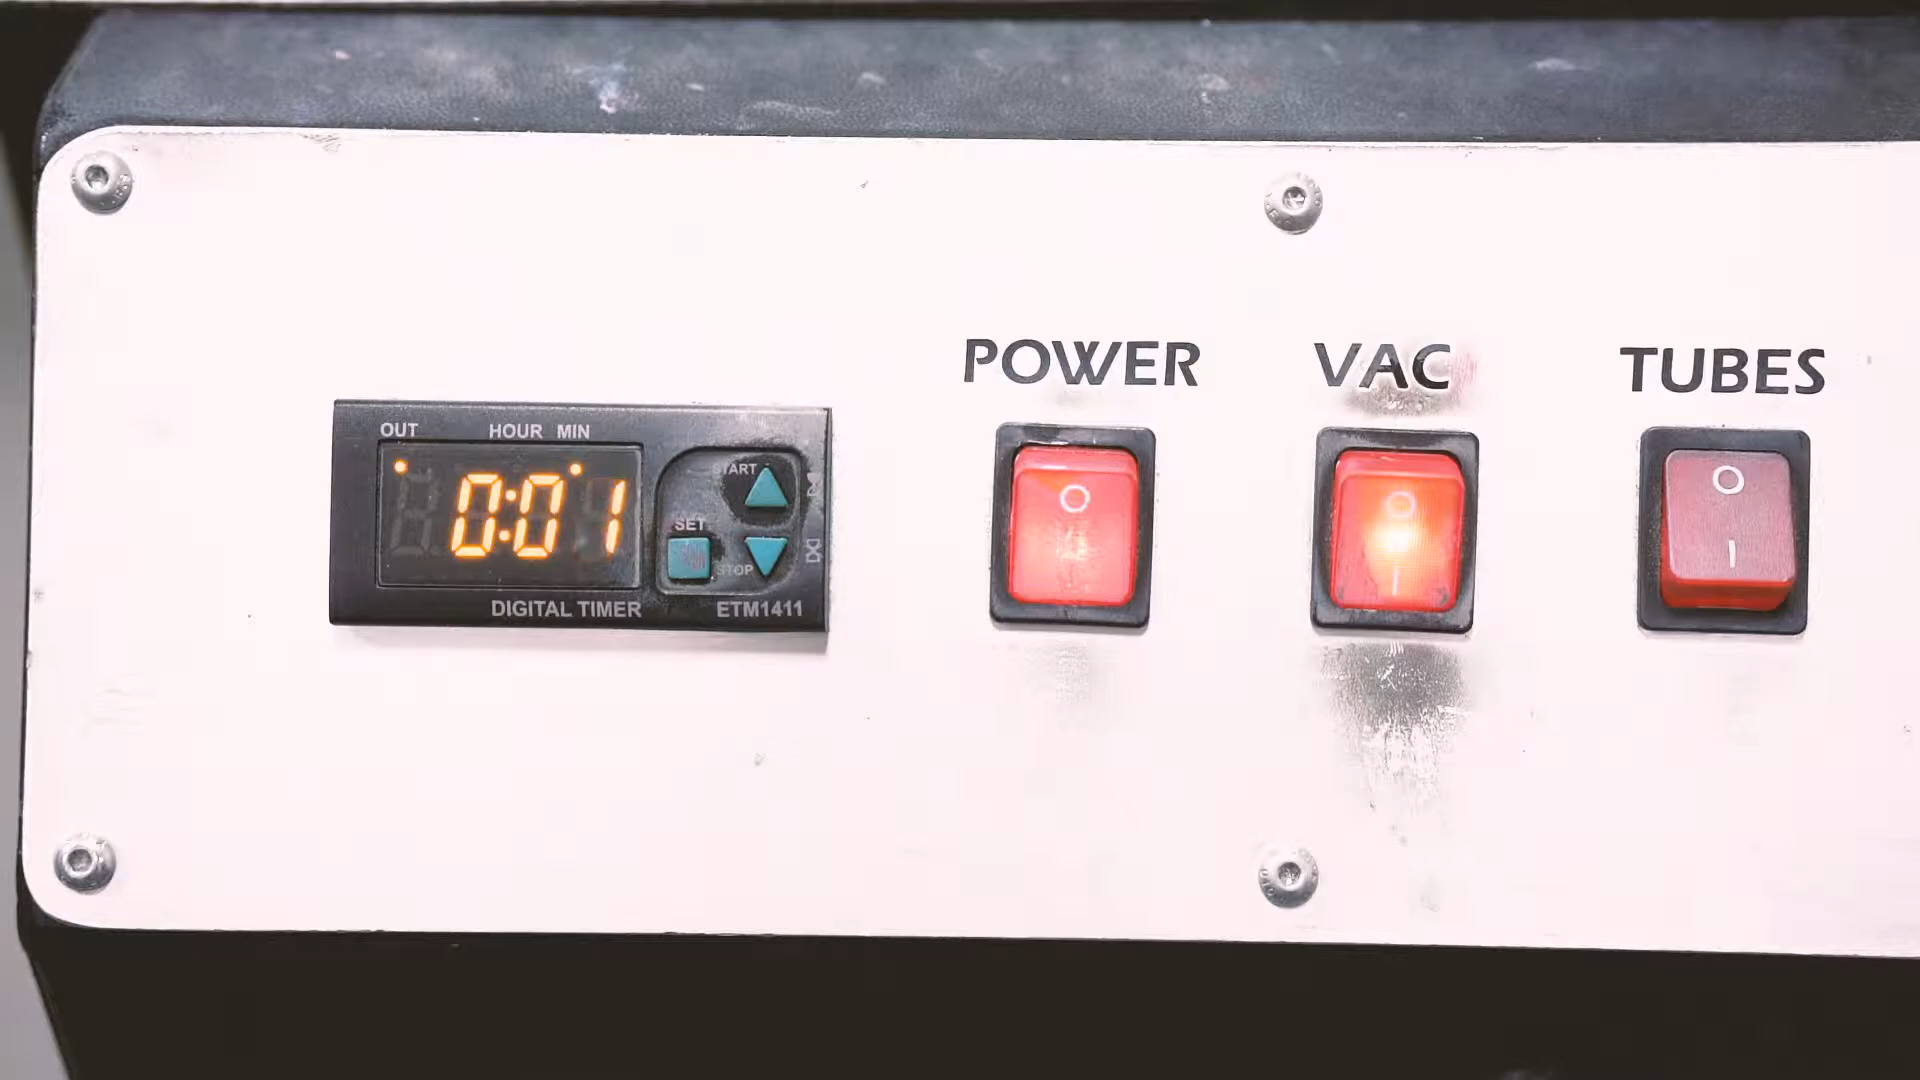 OUT HOUR MIN
0:01
START
SET
STOP
DIGITAL TIMER ETM1411
POWER
VAC
TUBES